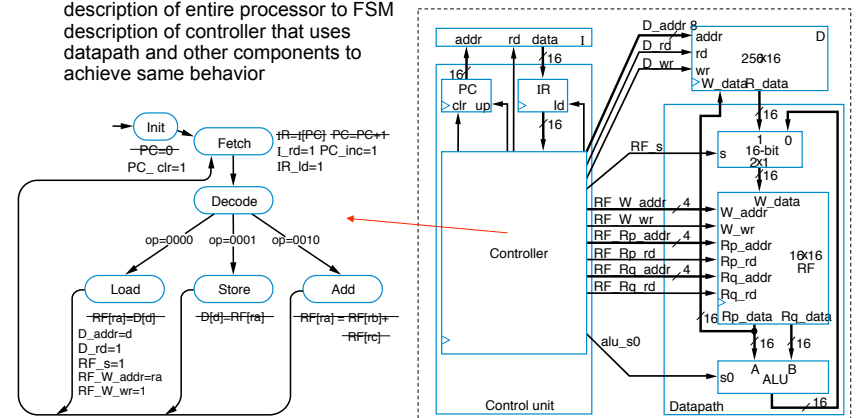 description of entire processor to FSM
description of controller that uses
datapath and other components to
achieve same behavior
Init
PC=0
PC_ clr=1
Fetch
IR=I[PC] PC=PC+1
I_rd=1 PC_inc=1
IR_ld=1
Decode
op=0000 op=0001 op=0010
Load
Store
Add
RF[ra]=D[d]
D_addr=d
D_rd=1
RF_s=1
RF_W_addr=ra
RF_W_wr=1
D[d]=RF[ra]
RF[ra] = RF[rb]+
RF[rc]
addr rd data I
16
16
PC
clr up
IR
ld
16
Controller
Control unit
D_addr 8
D_rd
D_wr
RF_s
RF_W_addr 4
RF_W_wr
RF_Rp_addr 4
RF_Rp_rd
RF_Rq_addr 4
RF_Rq_rd
alu_s0
addr D
rd
256x16
wr
W_data R_data
16
1 0
s 16-bit
2x1
16
W_data
W_addr
W_wr
Rp_addr
Rp_rd
Rq_addr
Rq_rd
16x16
RF
Rp_data Rq_data
16
16 16
A B
s0 ALU
16
Datapath